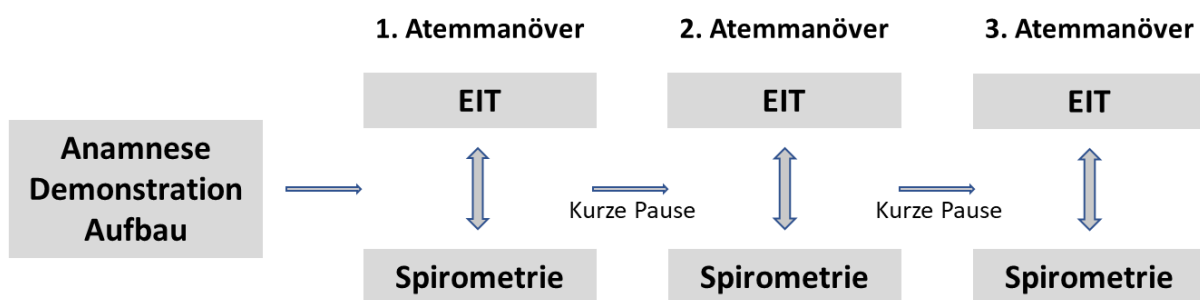 1. Atemmanöver
2. Atemmanöver
3. Atemmanöver
EIT
EIT
EIT
Anamnese
Demonstration
Aufbau
Kurze Pause
Kurze Pause
Spirometrie
Spirometrie
Spirometrie